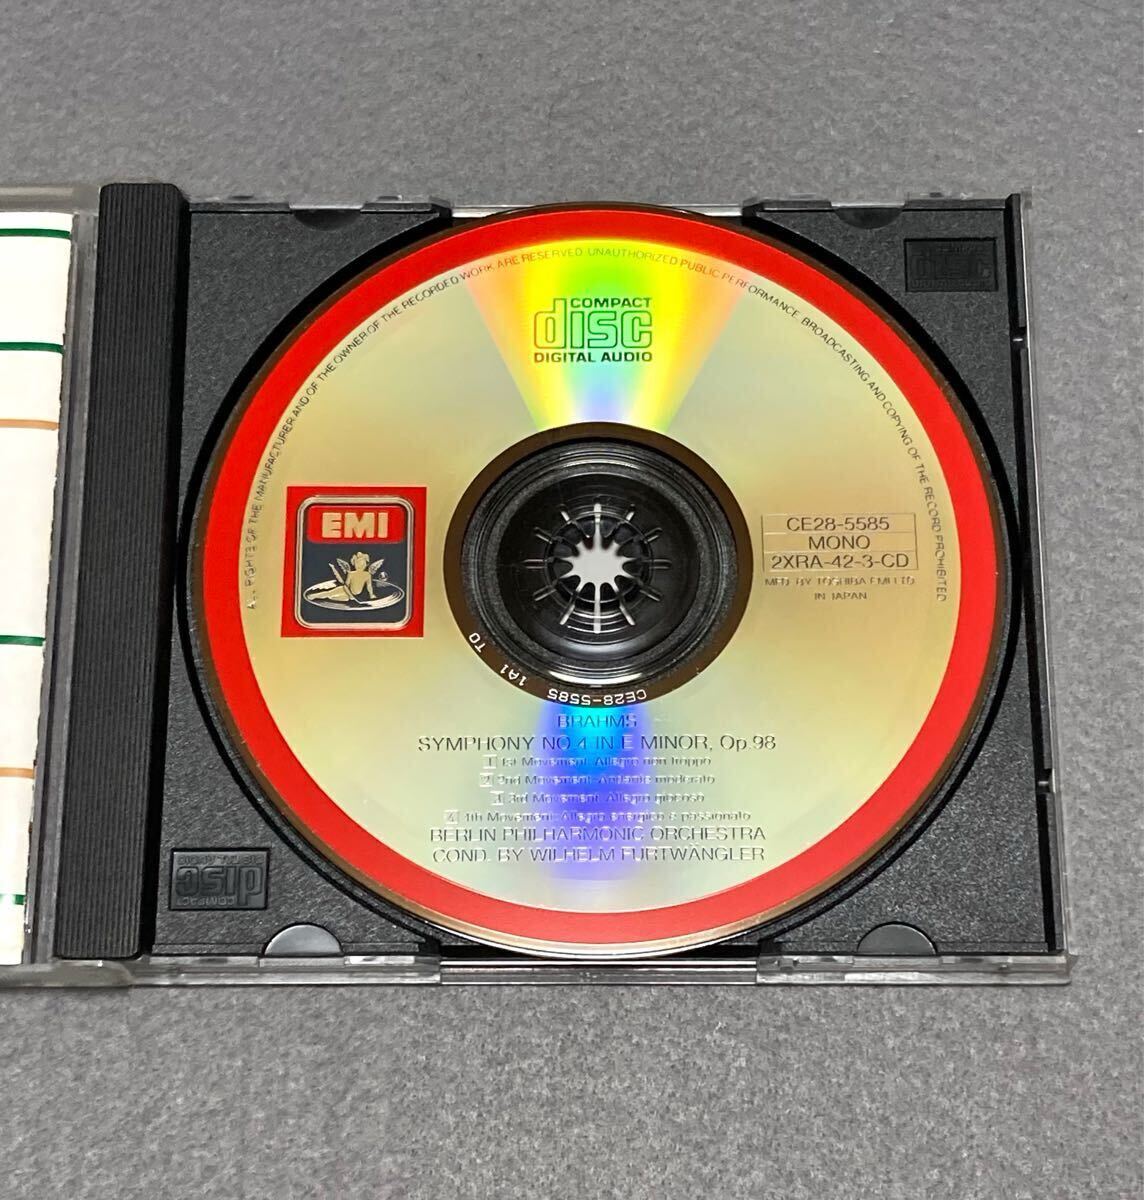 ALL RIGHTS OF THE MANUFACTURER AND OF THE OWNER OF THE RECORDED WORK ARE RESERVED. UNAUTHORIZED PUBLIC PERFORMANCE BROADCASTING AND COPYING OF THE RECORD PROHIBITED
COMPACT
disc
DIGITAL AUDIO
disc
EMI
CE28-5585
MONO
2XRA-42-3-CD
MFD. BY TOSHIBA EMI LTD.
IN JAPAN
CE28-5585 1A1 TO
BRAHMS
SYMPHONY NO.4 IN E MINOR, Op.98
1 1st Movement: Allegro non troppo
2 2nd Movement: Andante moderato
3 3rd Movement: Allegro giocoso
4 4th Movement: Allegro energico e passionato
BERLIN PHILHARMONIC ORCHESTRA
COND. BY WILHELM FURTWÄNGLER
COMPACT
disc
DIGITAL AUDIO